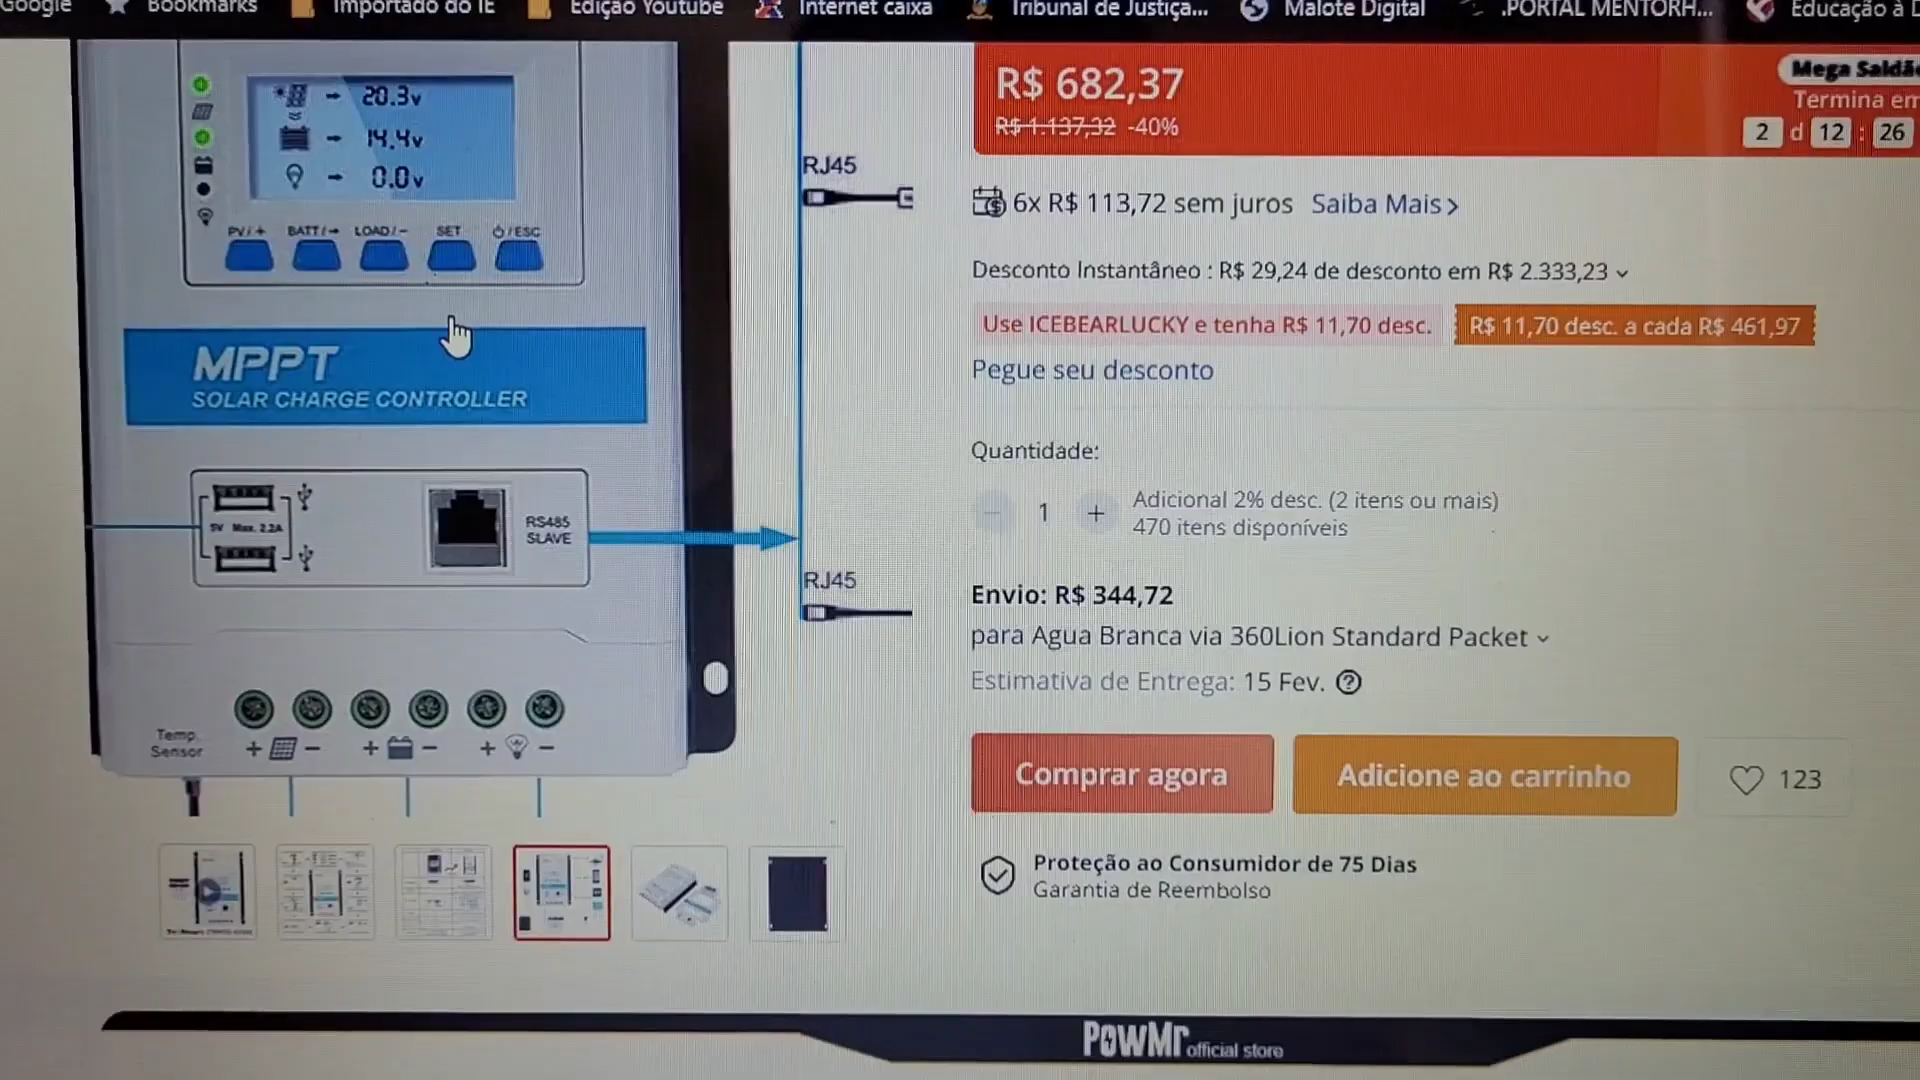 Google
Bookmarks
Importado do IE
Edição Youtube
Internet caixa
Tribunal de Justiça...
Malote Digital
.PORTAL MENTORH...
Educação à D
20.3v
14.4v
0.0v
PV/+ BATT/→ LOAD/− SET ⏻/ESC
MPPT
SOLAR CHARGE CONTROLLER
5V Max. 2.2A
RS485
SLAVE
Temp.
Sensor
+ − + − + −
RJ45
RJ45
R$ 682,37
R$ 1.137,32 -40%
Mega Saldão
Termina em
2 d 12 : 26
6x R$ 113,72 sem juros Saiba Mais >
Desconto Instantâneo : R$ 29,24 de desconto em R$ 2.333,23
Use ICEBEARLUCKY e tenha R$ 11,70 desc.
R$ 11,70 desc. a cada R$ 461,97
Pegue seu desconto
Quantidade:
− 1 +
Adicional 2% desc. (2 itens ou mais)
470 itens disponíveis
Envio: R$ 344,72
para Agua Branca via 360Lion Standard Packet
Estimativa de Entrega: 15 Fev. ?
Comprar agora
Adicione ao carrinho
123
Proteção ao Consumidor de 75 Dias
Garantia de Reembolso
PowMr official store